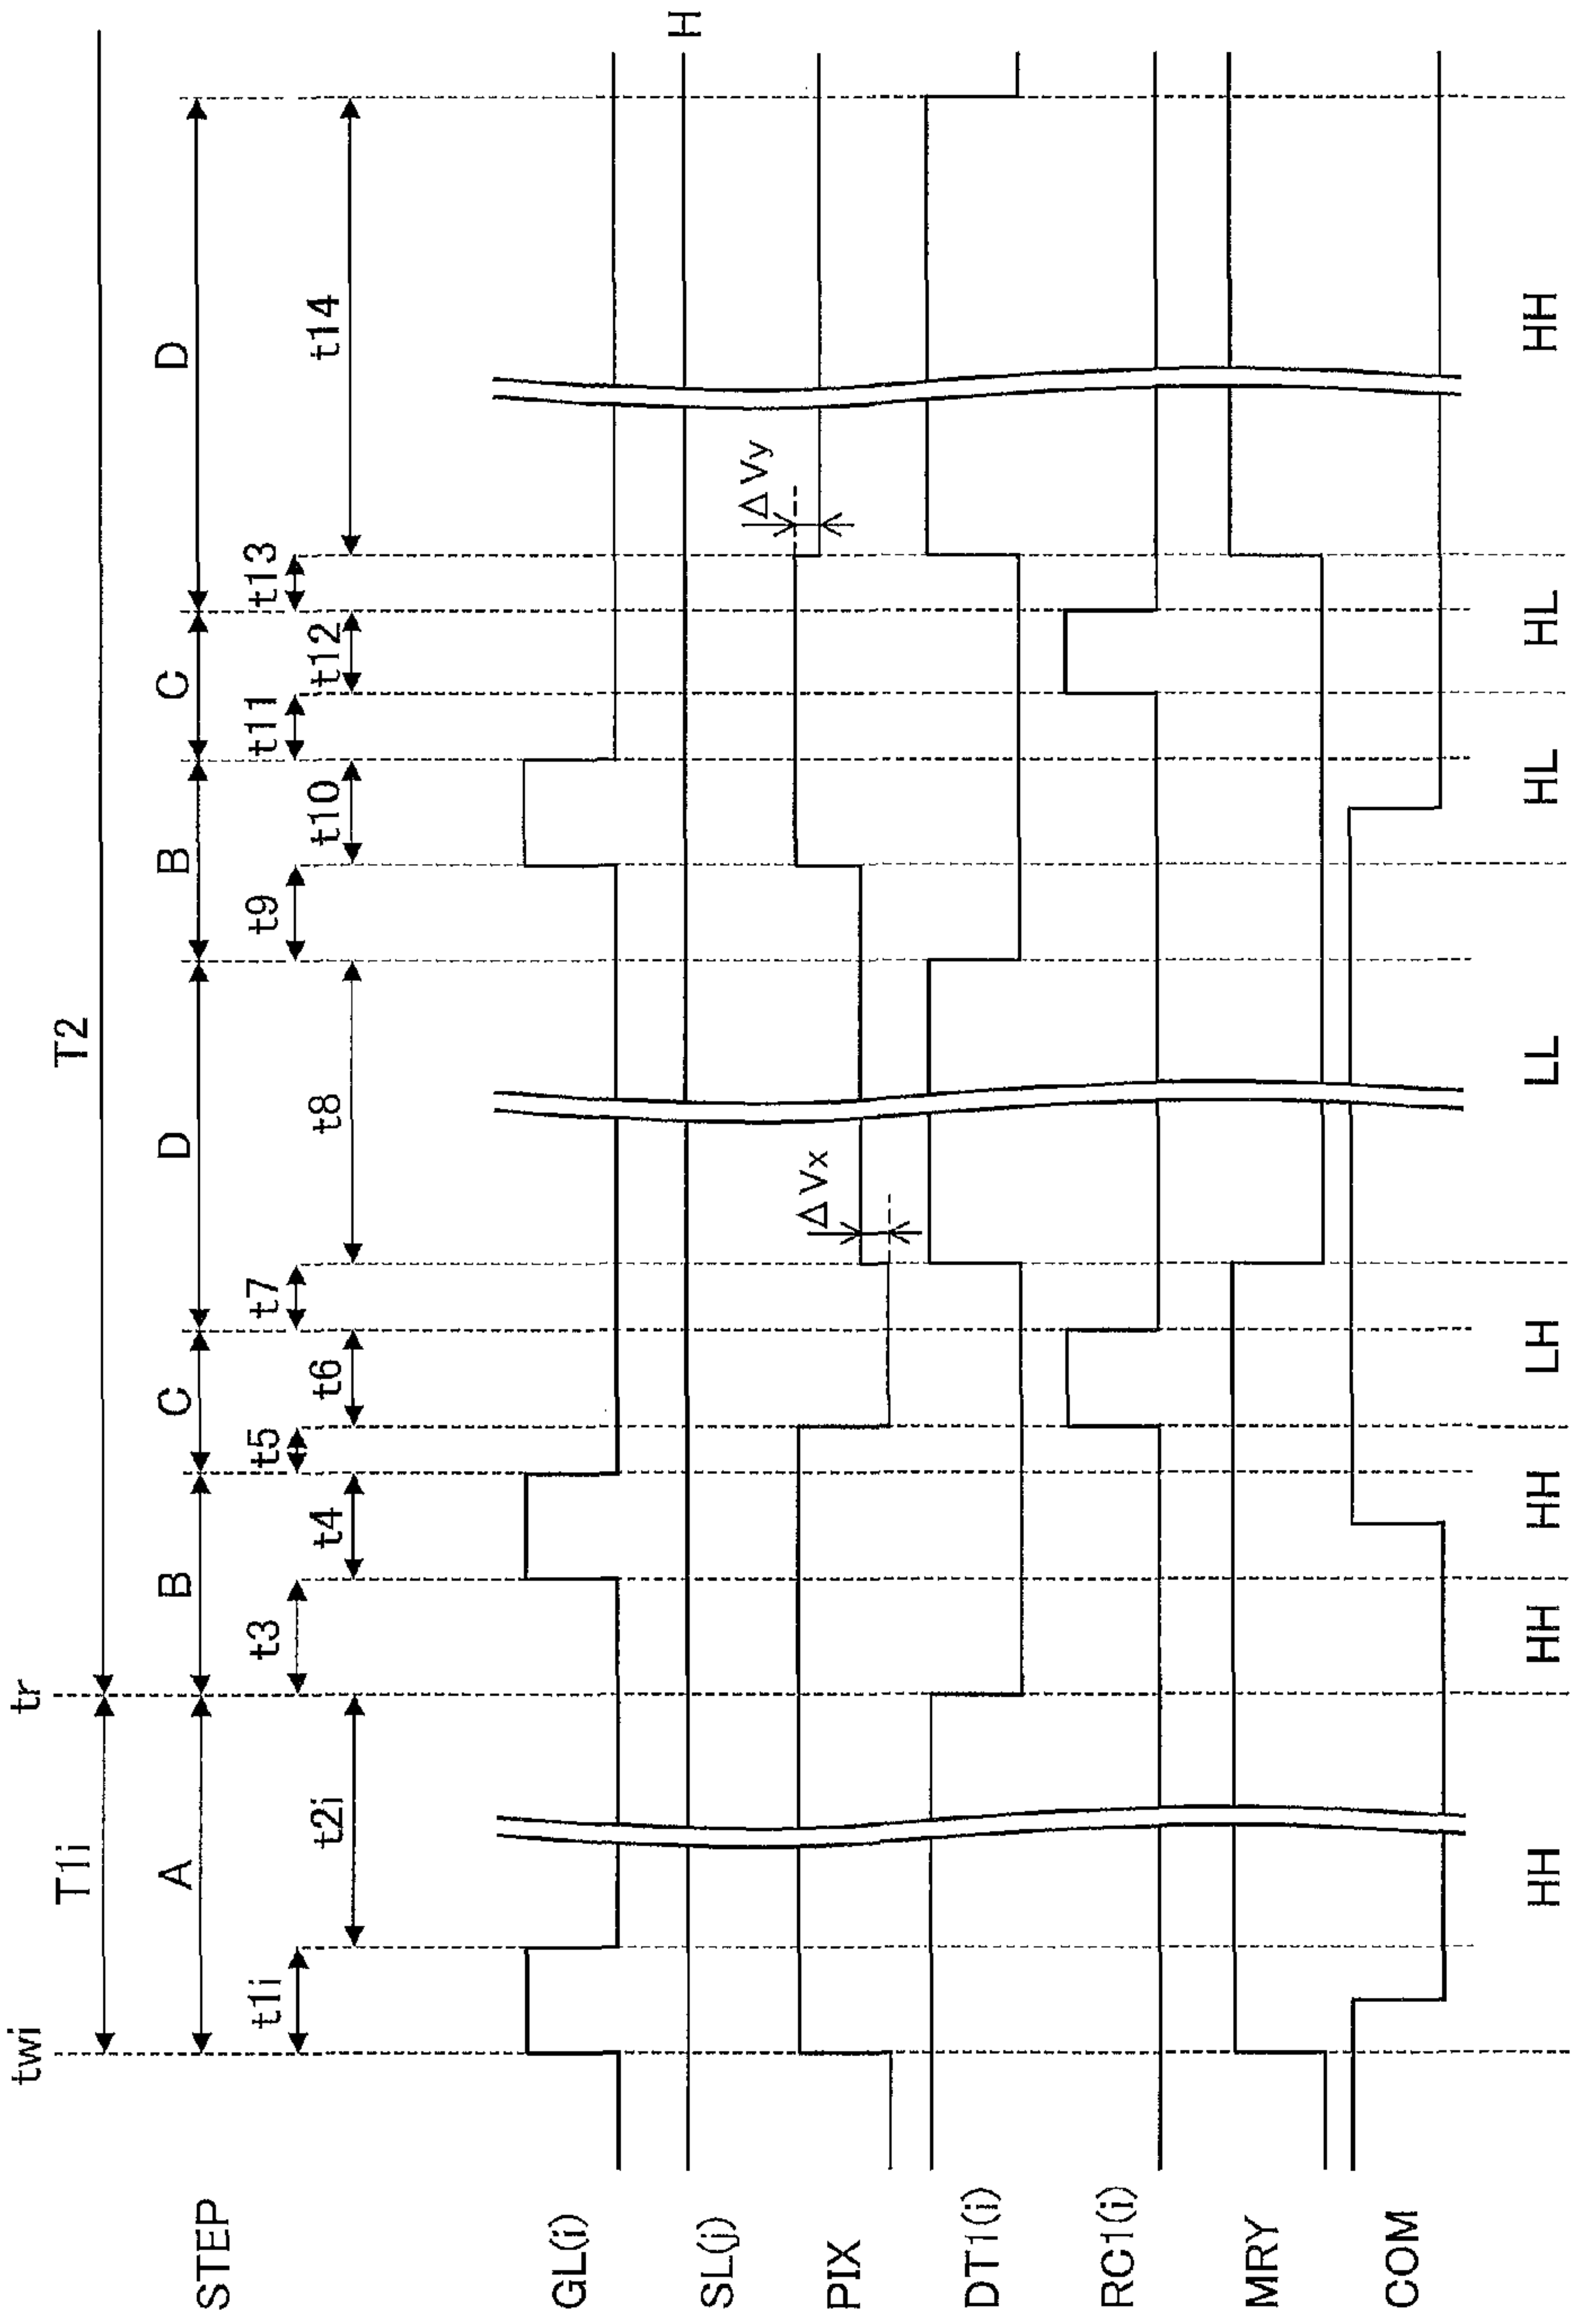 twi tr
T1i T2
STEP A B C D B C D
t1i t3 t5 t7 t9 t11 t13
t2i t4 t6 t8 t10 t12 t14
GL(i)
SL(j) H
PIX ΔVx ΔVy
DT1(i)
RC1(i)
MRY
COM
HH HH HH LH LL HL HL HH